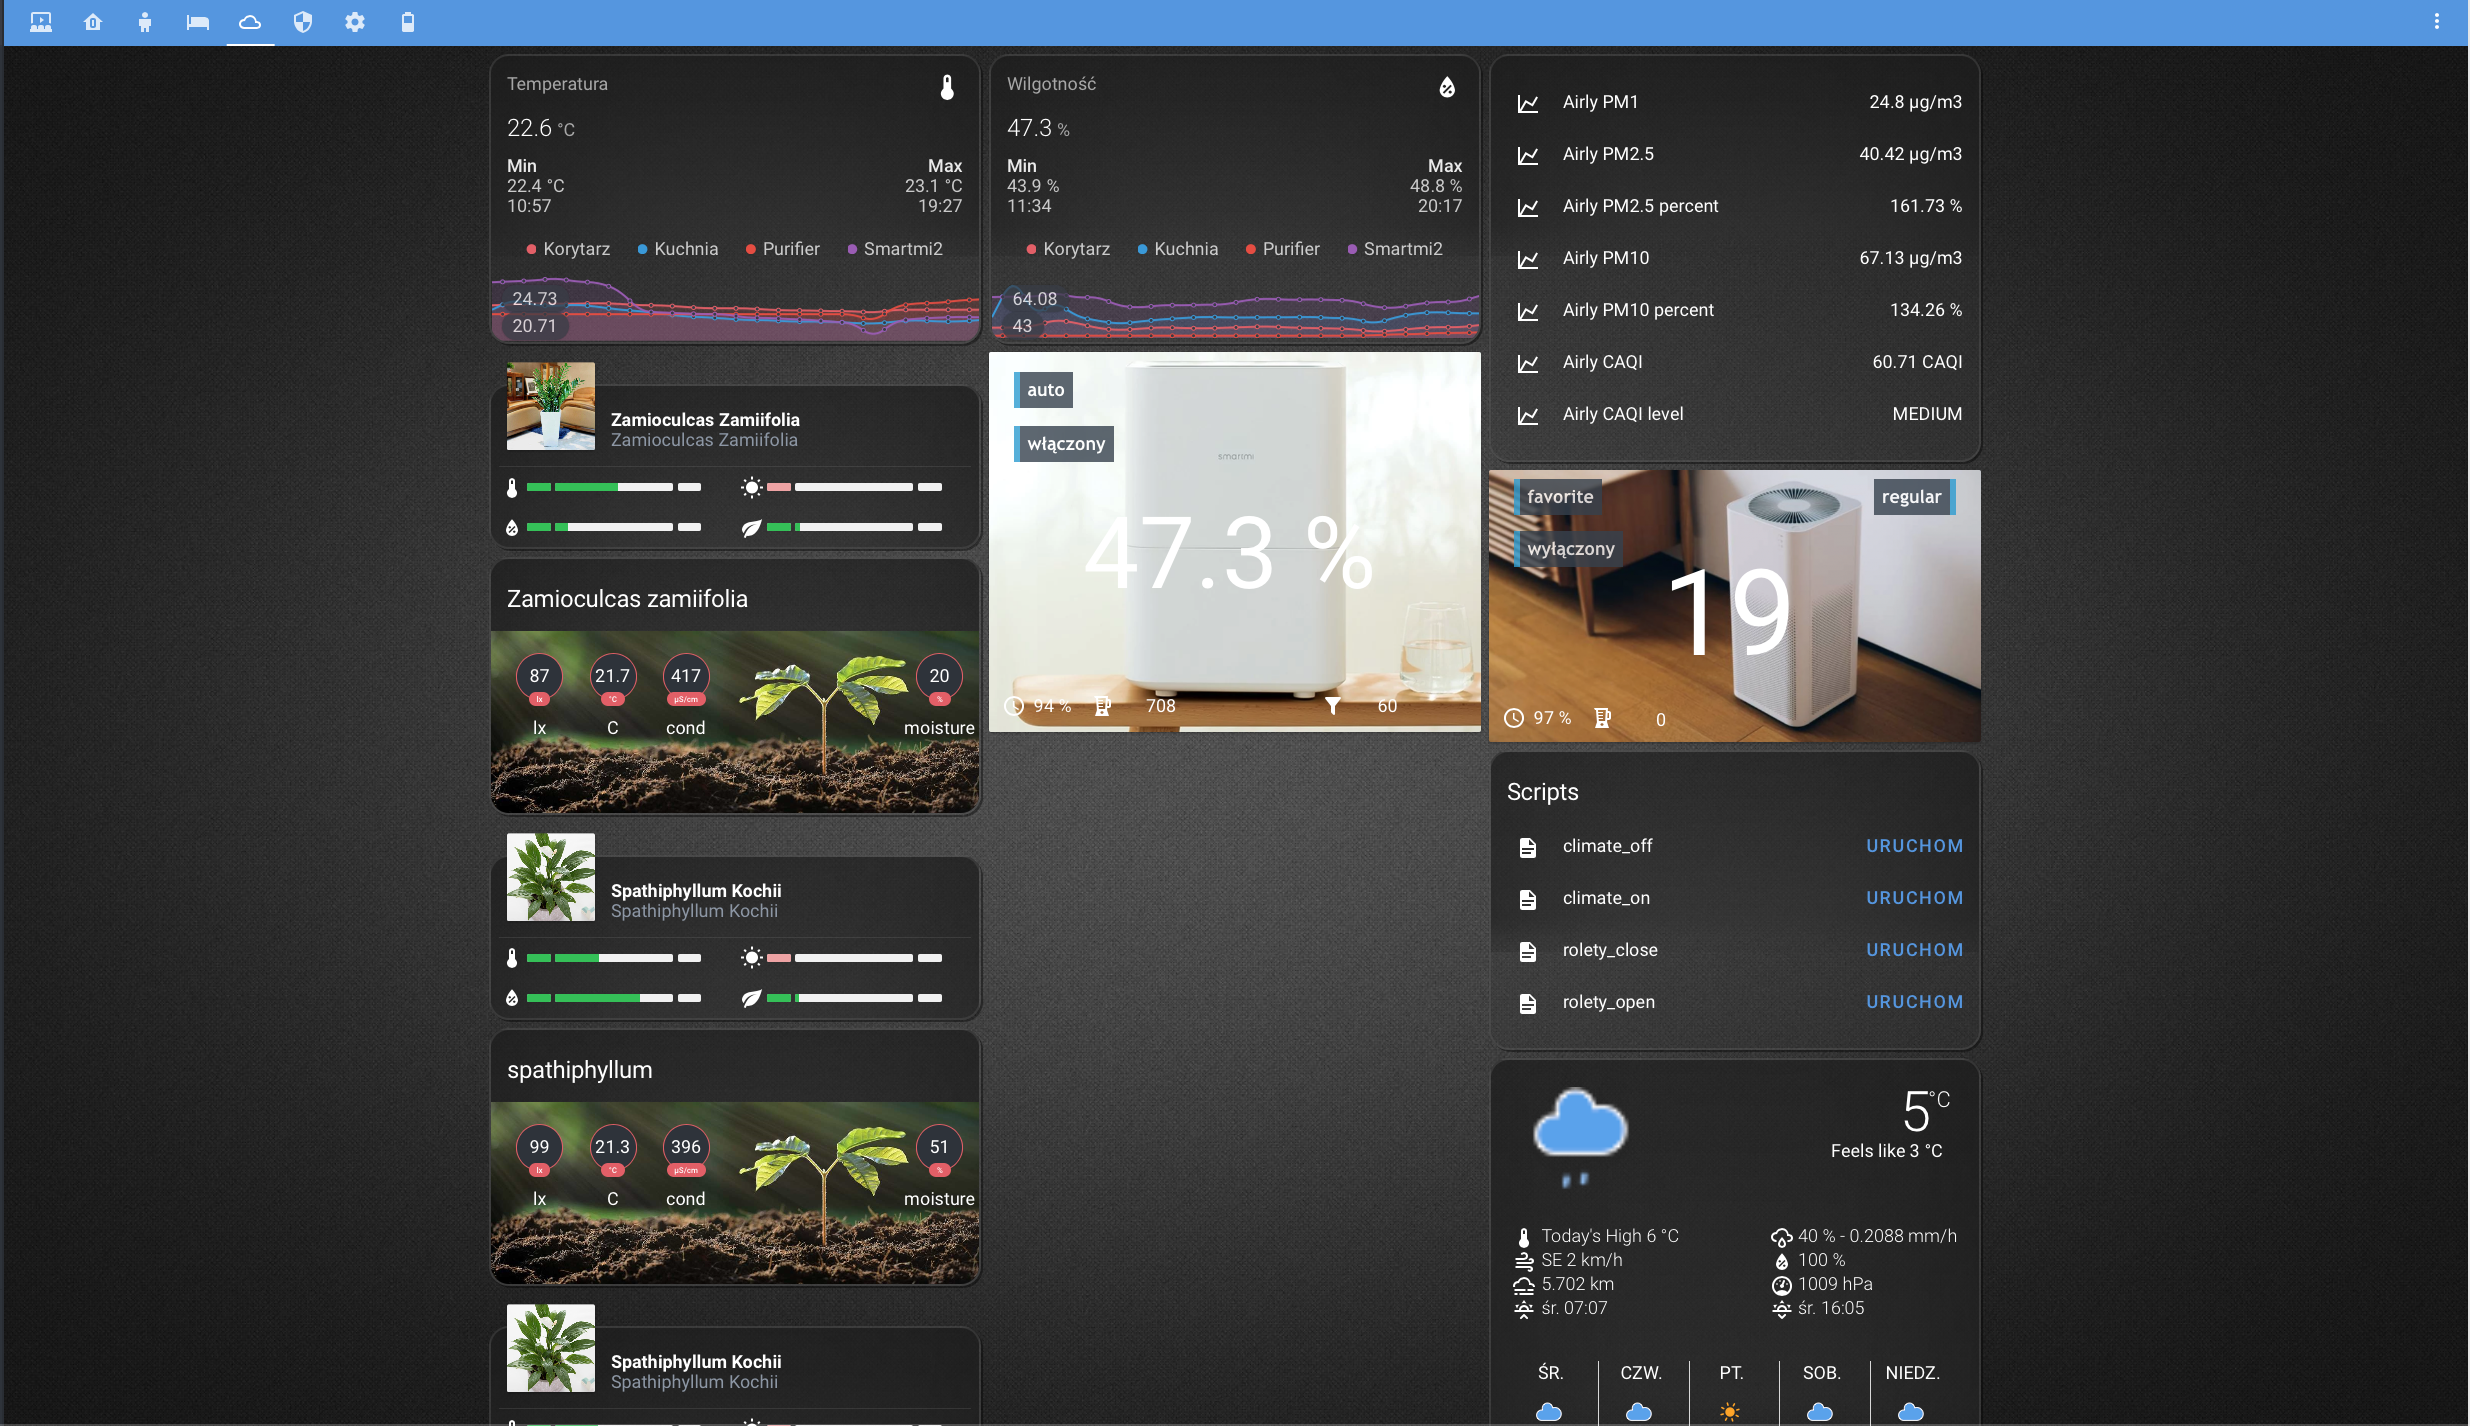 Temperatura
22.6 °C
Min
Max
22.4 °C
23.1 °C
10:57
19:27
Korytarz
Kuchnia
Purifier
Smartmi2
24.73
20.71
Zamioculcas Zamiifolia
Zamioculcas Zamiifolia
Zamioculcas zamiifolia
87
21.7
417
20
lx
°C
µS/cm
%
lx
C
cond
moisture
Spathiphyllum Kochii
Spathiphyllum Kochii
spathiphyllum
99
21.3
396
51
lx
°C
µS/cm
%
lx
C
cond
moisture
Spathiphyllum Kochii
Spathiphyllum Kochii
Wilgotność
47.3 %
Min
Max
43.9 %
48.8 %
11:34
20:17
Korytarz
Kuchnia
Purifier
Smartmi2
64.08
43
auto
włączony
smartmi
47.3 %
94 %
708
60
Airly PM1
24.8 µg/m3
Airly PM2.5
40.42 µg/m3
Airly PM2.5 percent
161.73 %
Airly PM10
67.13 µg/m3
Airly PM10 percent
134.26 %
Airly CAQI
60.71 CAQI
Airly CAQI level
MEDIUM
favorite
regular
wyłączony
19
97 %
0
Scripts
climate_off
URUCHOM
climate_on
URUCHOM
rolety_close
URUCHOM
rolety_open
URUCHOM
5 °C
Feels like 3 °C
Today's High 6 °C
40 % - 0.2088 mm/h
SE 2 km/h
100 %
5.702 km
1009 hPa
śr. 07:07
śr. 16:05
ŚR.
CZW.
PT.
SOB.
NIEDZ.